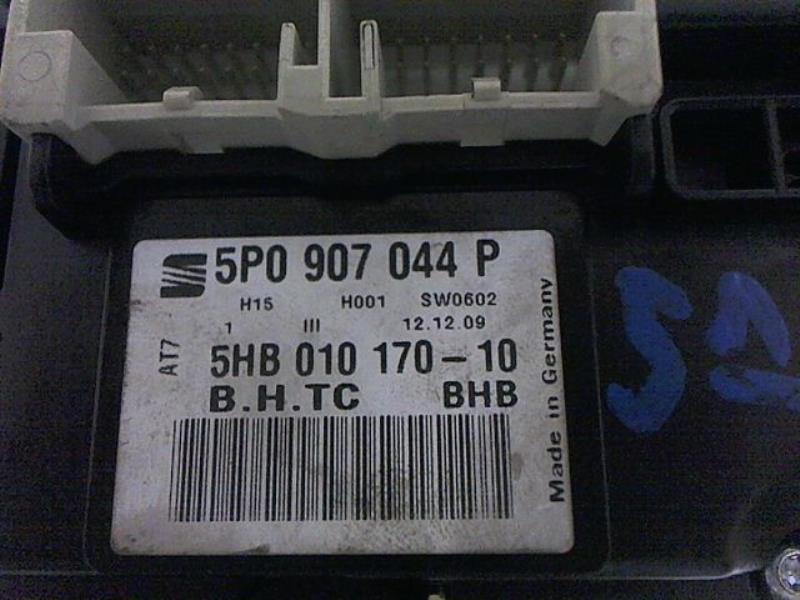 5P0 907 044 P
H15 H001 SW0602
1 III 12.12.09
AT7
5HB 010 170-10
B.H.TC BHB
Made in Germany